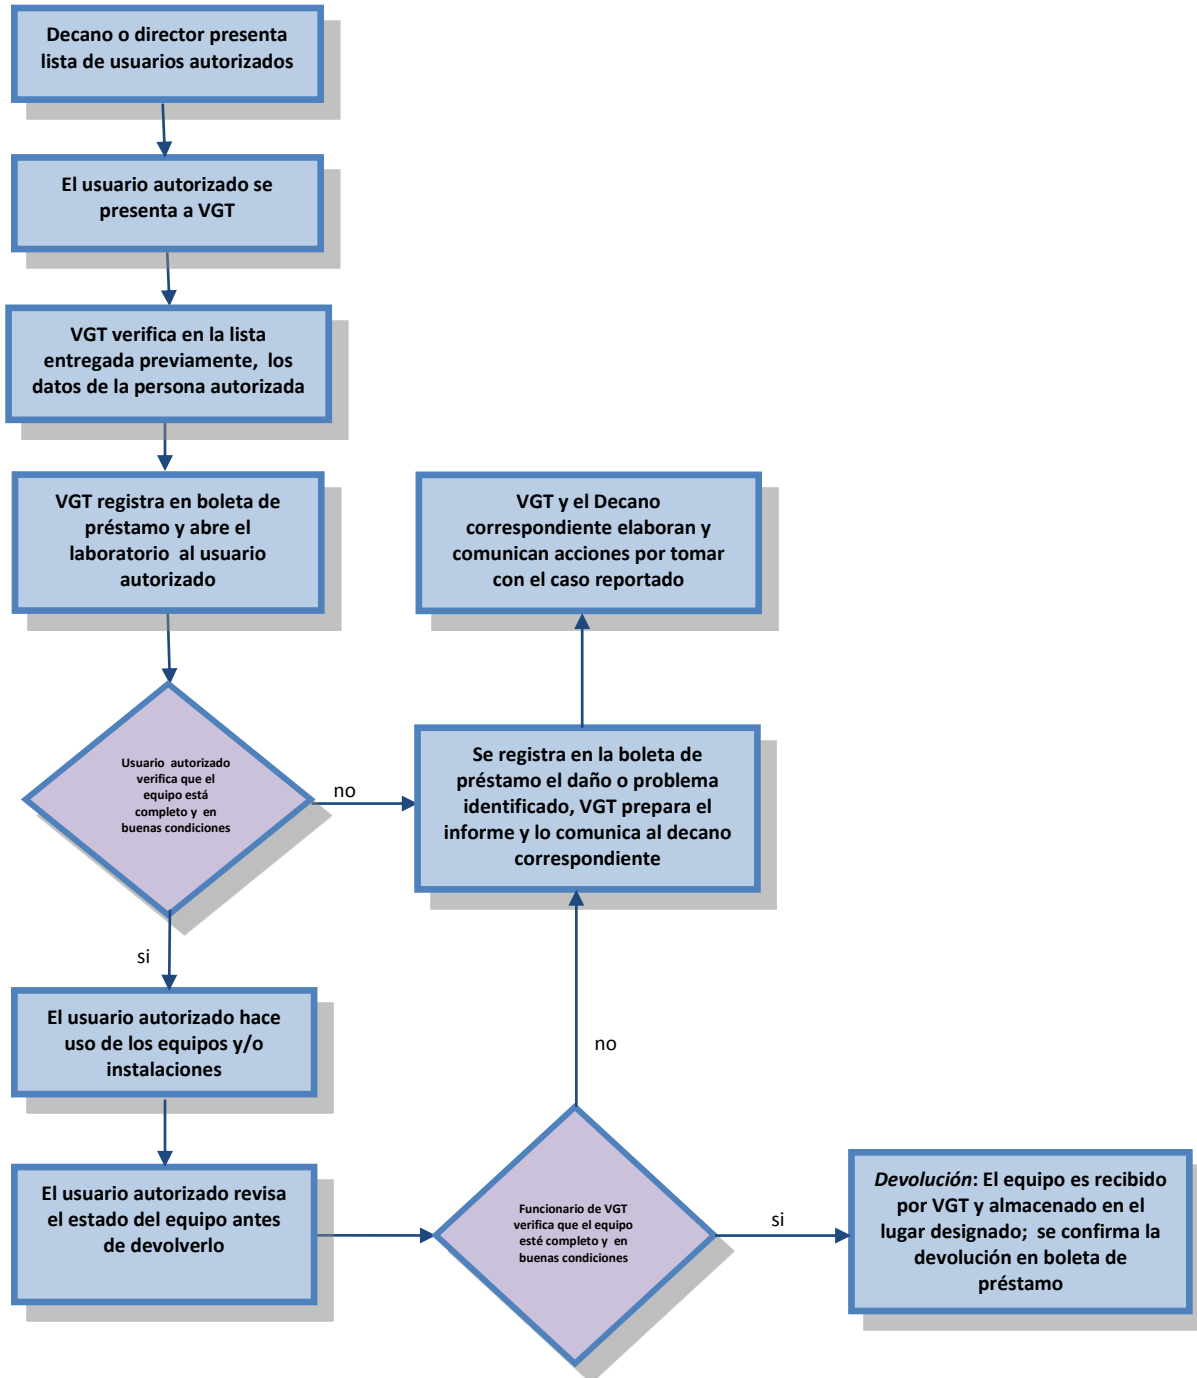 Decano o director presenta
lista de usuarios autorizados
El usuario autorizado se
presenta a VGT
VGT verifica en la lista
entregada previamente, los
datos de la persona autorizada
VGT registra en boleta de
préstamo y abre el
laboratorio al usuario
autorizado
VGT y el Decano
correspondiente elaboran y
comunican acciones por tomar
con el caso reportado
Usuario autorizado
verifica que el
equipo está
completo y en
buenas condiciones
no
Se registra en la boleta de
préstamo el daño o problema
identificado, VGT prepara el
informe y lo comunica al decano
correspondiente
si
El usuario autorizado hace
uso de los equipos y/o
instalaciones
no
El usuario autorizado revisa
el estado del equipo antes
de devolverlo
Funcionario de VGT
verifica que el equipo
esté completo y en
buenas condiciones
si
Devolución: El equipo es recibido
por VGT y almacenado en el
lugar designado; se confirma la
devolución en boleta de
préstamo